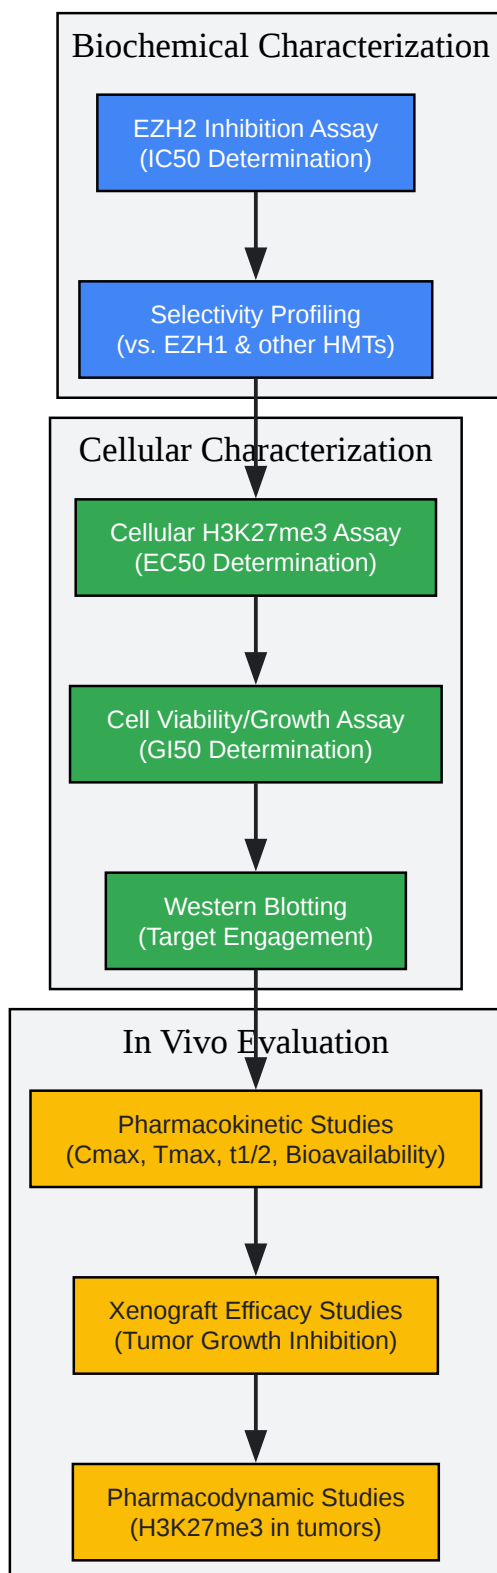 Biochemical Characterization
EZH2 Inhibition Assay
(IC50 Determination)
Selectivity Profiling
(vs. EZH1 & other HMTs)
Cellular Characterization
Cellular H3K27me3 Assay
(EC50 Determination)
Cell Viability/Growth Assay
(GI50 Determination)
Western Blotting
(Target Engagement)
In Vivo Evaluation
Pharmacokinetic Studies
(Cmax, Tmax, t1/2, Bioavailability)
Xenograft Efficacy Studies
(Tumor Growth Inhibition)
Pharmacodynamic Studies
(H3K27me3 in tumors)